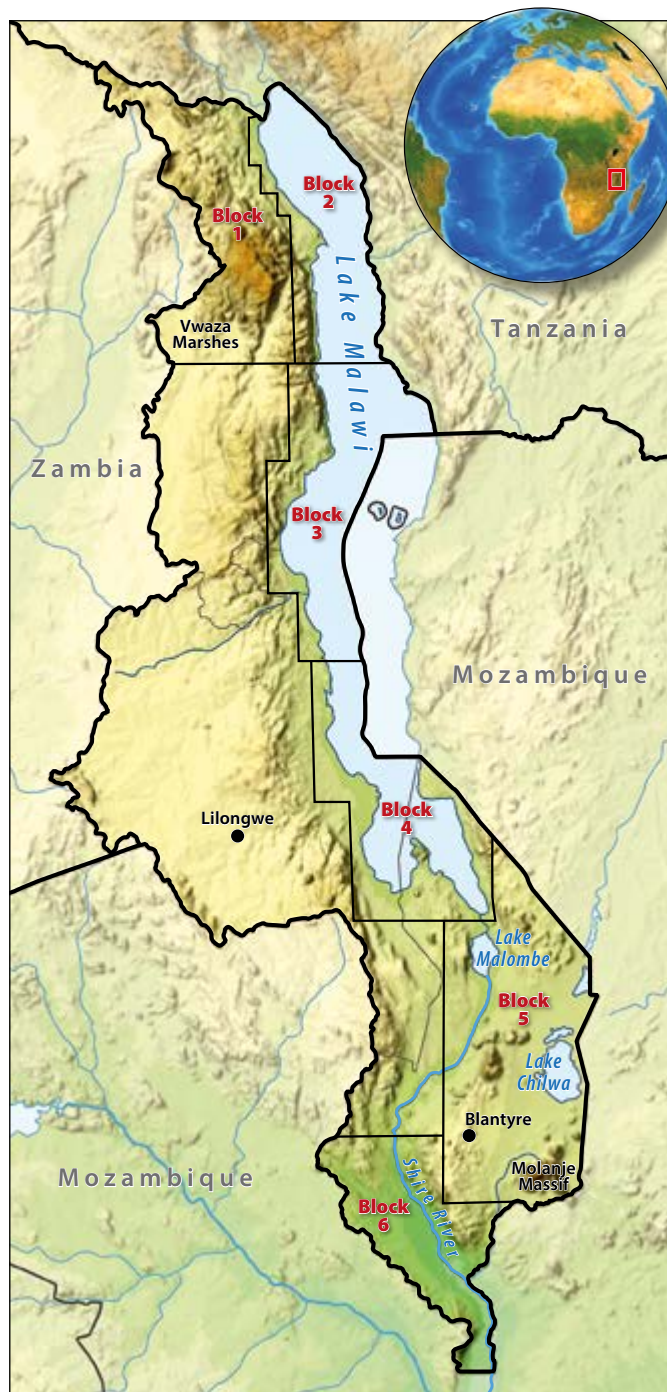 Block
2
Block
1
Lake Malawi
Tanzania
Vwaza
Marshes
Zambia
Block
3
Mozambique
Block
4
Lilongwe
Lake
Malombe
Block
5
Lake
Chilwa
Blantyre
Mozambique
Molanje
Massif
Shire River
Block
6